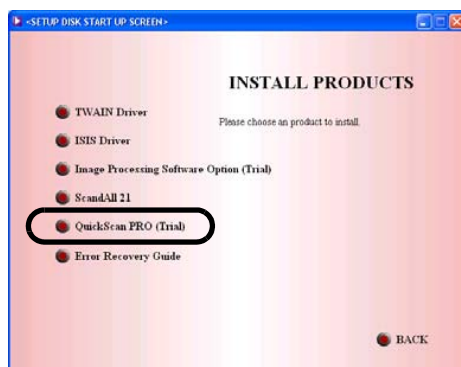 <SETUP DISK START UP SCREEN>
INSTALL PRODUCTS
Please choose an product to install.
TWAIN Driver
ISIS Driver
Image Processing Software Option (Trial)
ScandAll 21
QuickScan PRO (Trial)
Error Recovery Guide
BACK